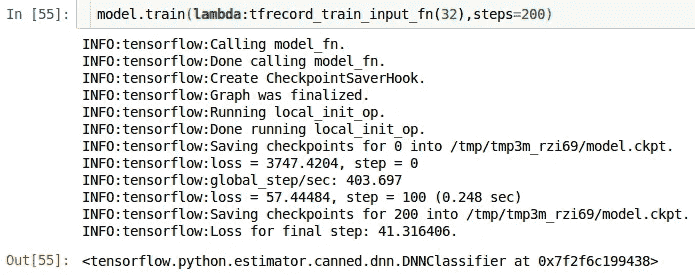 In [55]: model.train(lambda:tfrecord_train_input_fn(32),steps=200)
INFO:tensorflow:Calling model_fn.
INFO:tensorflow:Done calling model_fn.
INFO:tensorflow:Create CheckpointSaverHook.
INFO:tensorflow:Graph was finalized.
INFO:tensorflow:Running local_init_op.
INFO:tensorflow:Done running local_init_op.
INFO:tensorflow:Saving checkpoints for 0 into /tmp/tmp3m_rzi69/model.ckpt.
INFO:tensorflow:loss = 3747.4204, step = 0
INFO:tensorflow:global_step/sec: 403.697
INFO:tensorflow:loss = 57.44484, step = 100 (0.248 sec)
INFO:tensorflow:Saving checkpoints for 200 into /tmp/tmp3m_rzi69/model.ckpt.
INFO:tensorflow:Loss for final step: 41.316406.
Out[55]: <tensorflow.python.estimator.canned.dnn.DNNClassifier at 0x7f2f6c199438>